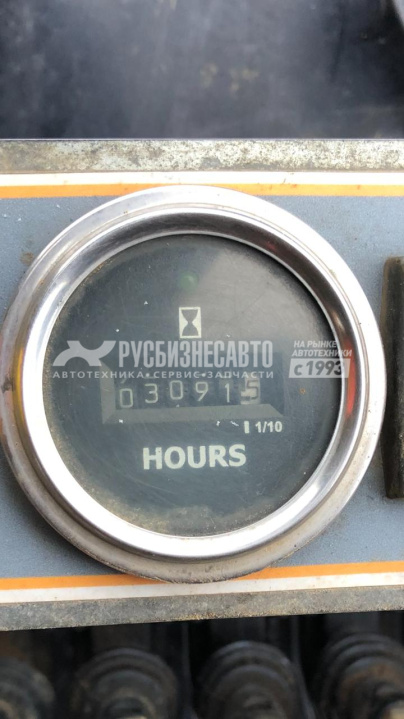 РУСБИЗНЕСАВТО
АВТОТЕХНИКА•СЕРВИС•ЗАПЧАСТИ
НА РЫНКЕ
АВТОТЕХНИКИ
с 1993
030915
1/10
HOURS